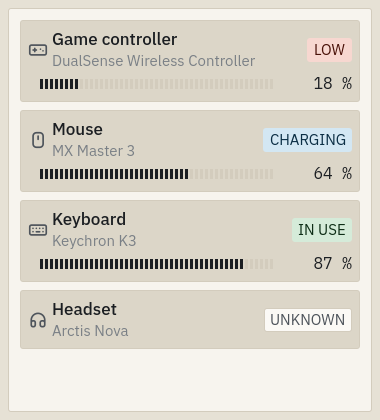 Game controller
DualSense Wireless Controller
LOW
18 %
Mouse
MX Master 3
CHARGING
64 %
Keyboard
Keychron K3
IN USE
87 %
Headset
Arctis Nova
UNKNOWN